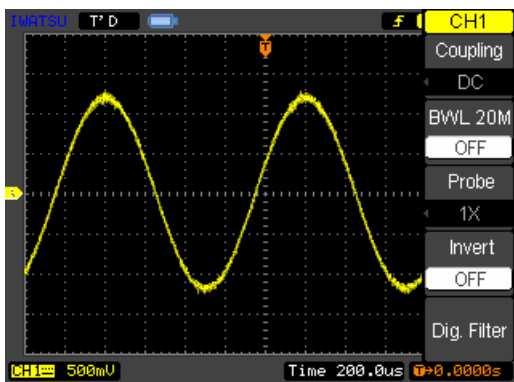 IWATSU T'D
T
CH1
Coupling
DC
BWL 20M
OFF
Probe
1X
Invert
OFF
Dig. Filter
CH1 500mV Time 200.0us T→0.0000s